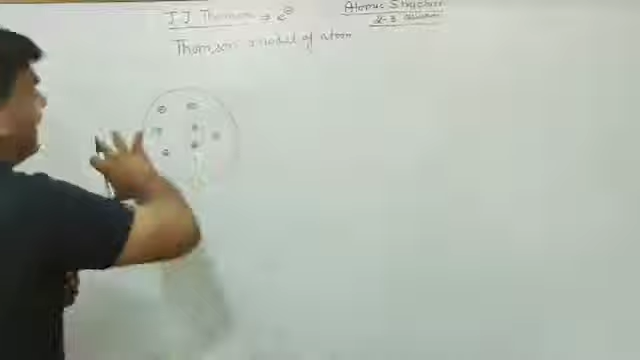 J J Thomson → e⊖
Atomic Structure
Thomson model of atom